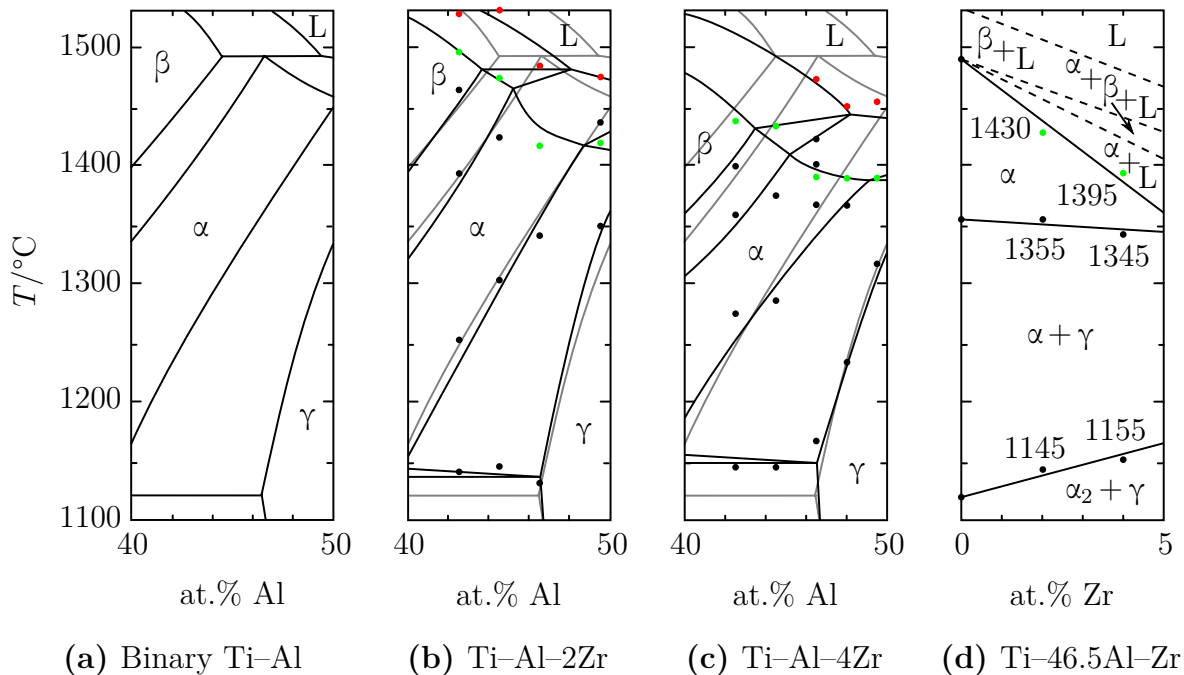 T/°C
1500
1400
1300
1200
1100
L
β
α
γ
40
50
at.% Al
(a) Binary Ti–Al
L
β
α
γ
40
50
at.% Al
(b) Ti–Al–2Zr
L
β
α
γ
40
50
at.% Al
(c) Ti–Al–4Zr
L
β+L
α+β+L
α+L
1430
α
1395
1355
1345
α + γ
1155
1145
α₂ + γ
0
5
at.% Zr
(d) Ti–46.5Al–Zr